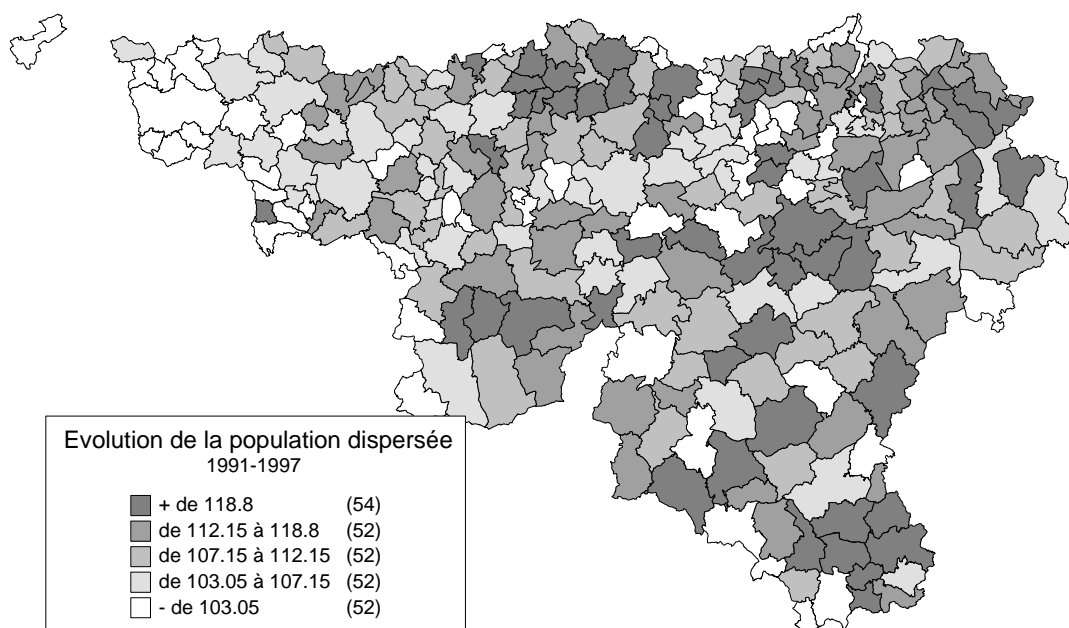 Evolution de la population dispersée
1991-1997
+ de 118.8 (54)
de 112.15 à 118.8 (52)
de 107.15 à 112.15 (52)
de 103.05 à 107.15 (52)
- de 103.05 (52)